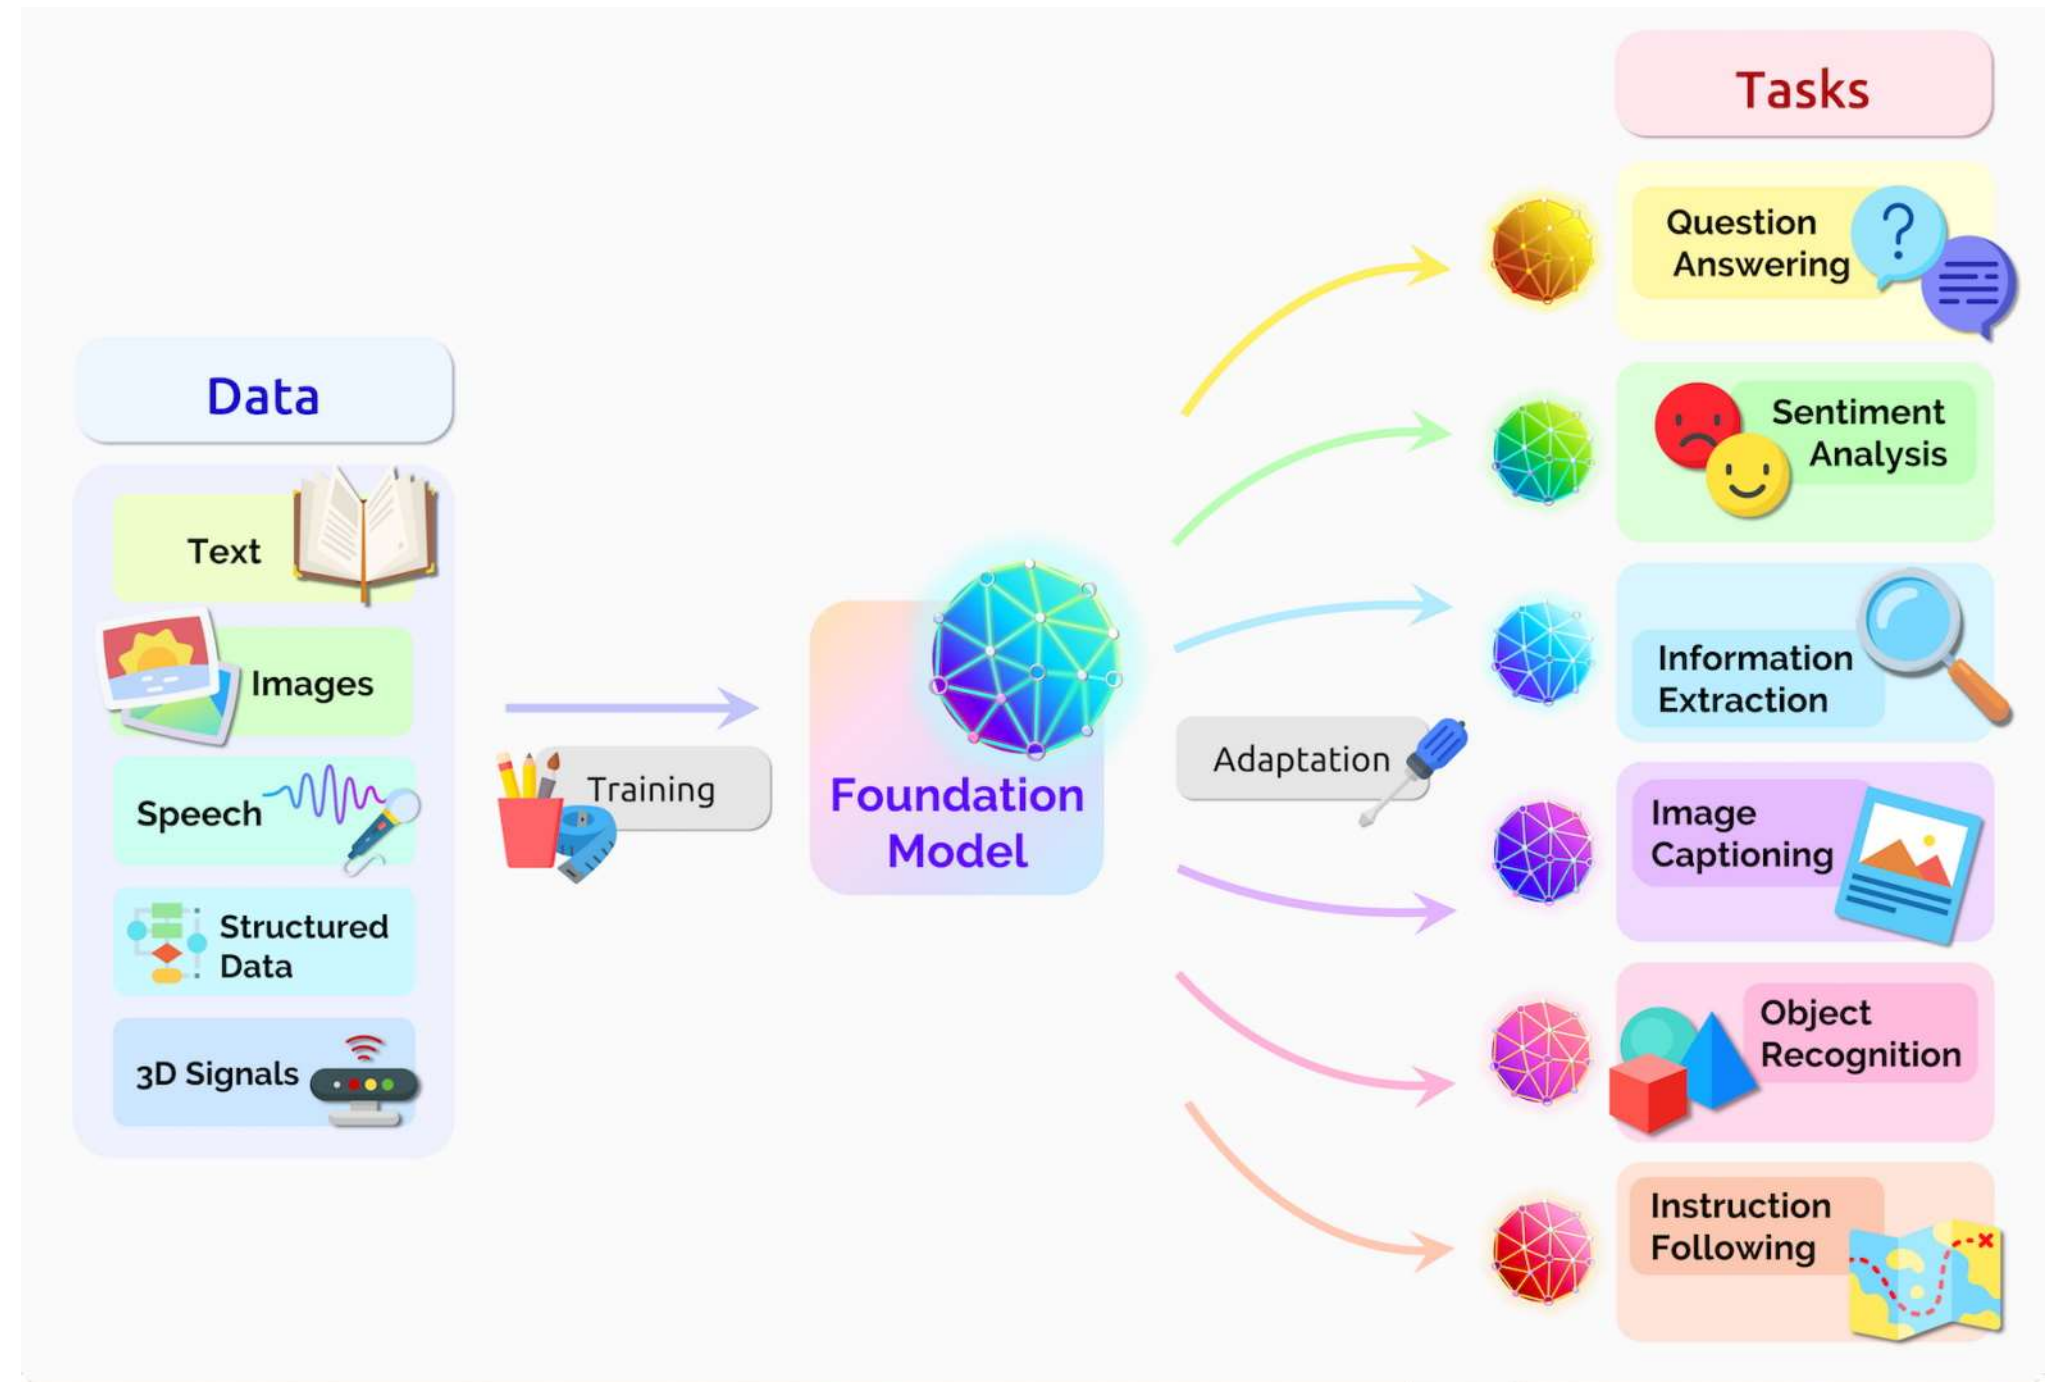 Data
Text
Images
Speech
Structured
Data
3D Signals
Training
Foundation
Model
Adaptation
Tasks
Question
Answering
Sentiment
Analysis
Information
Extraction
Image
Captioning
Object
Recognition
Instruction
Following